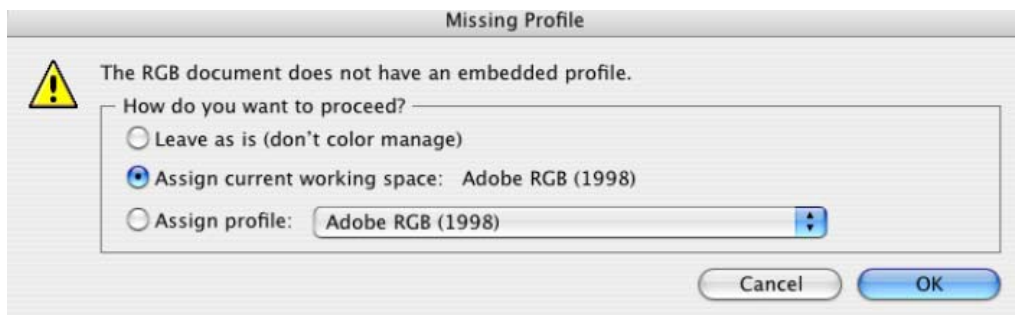 Missing Profile
The RGB document does not have an embedded profile.
How do you want to proceed?
Leave as is (don't color manage)
Assign current working space: Adobe RGB (1998)
Assign profile: Adobe RGB (1998)
Cancel OK